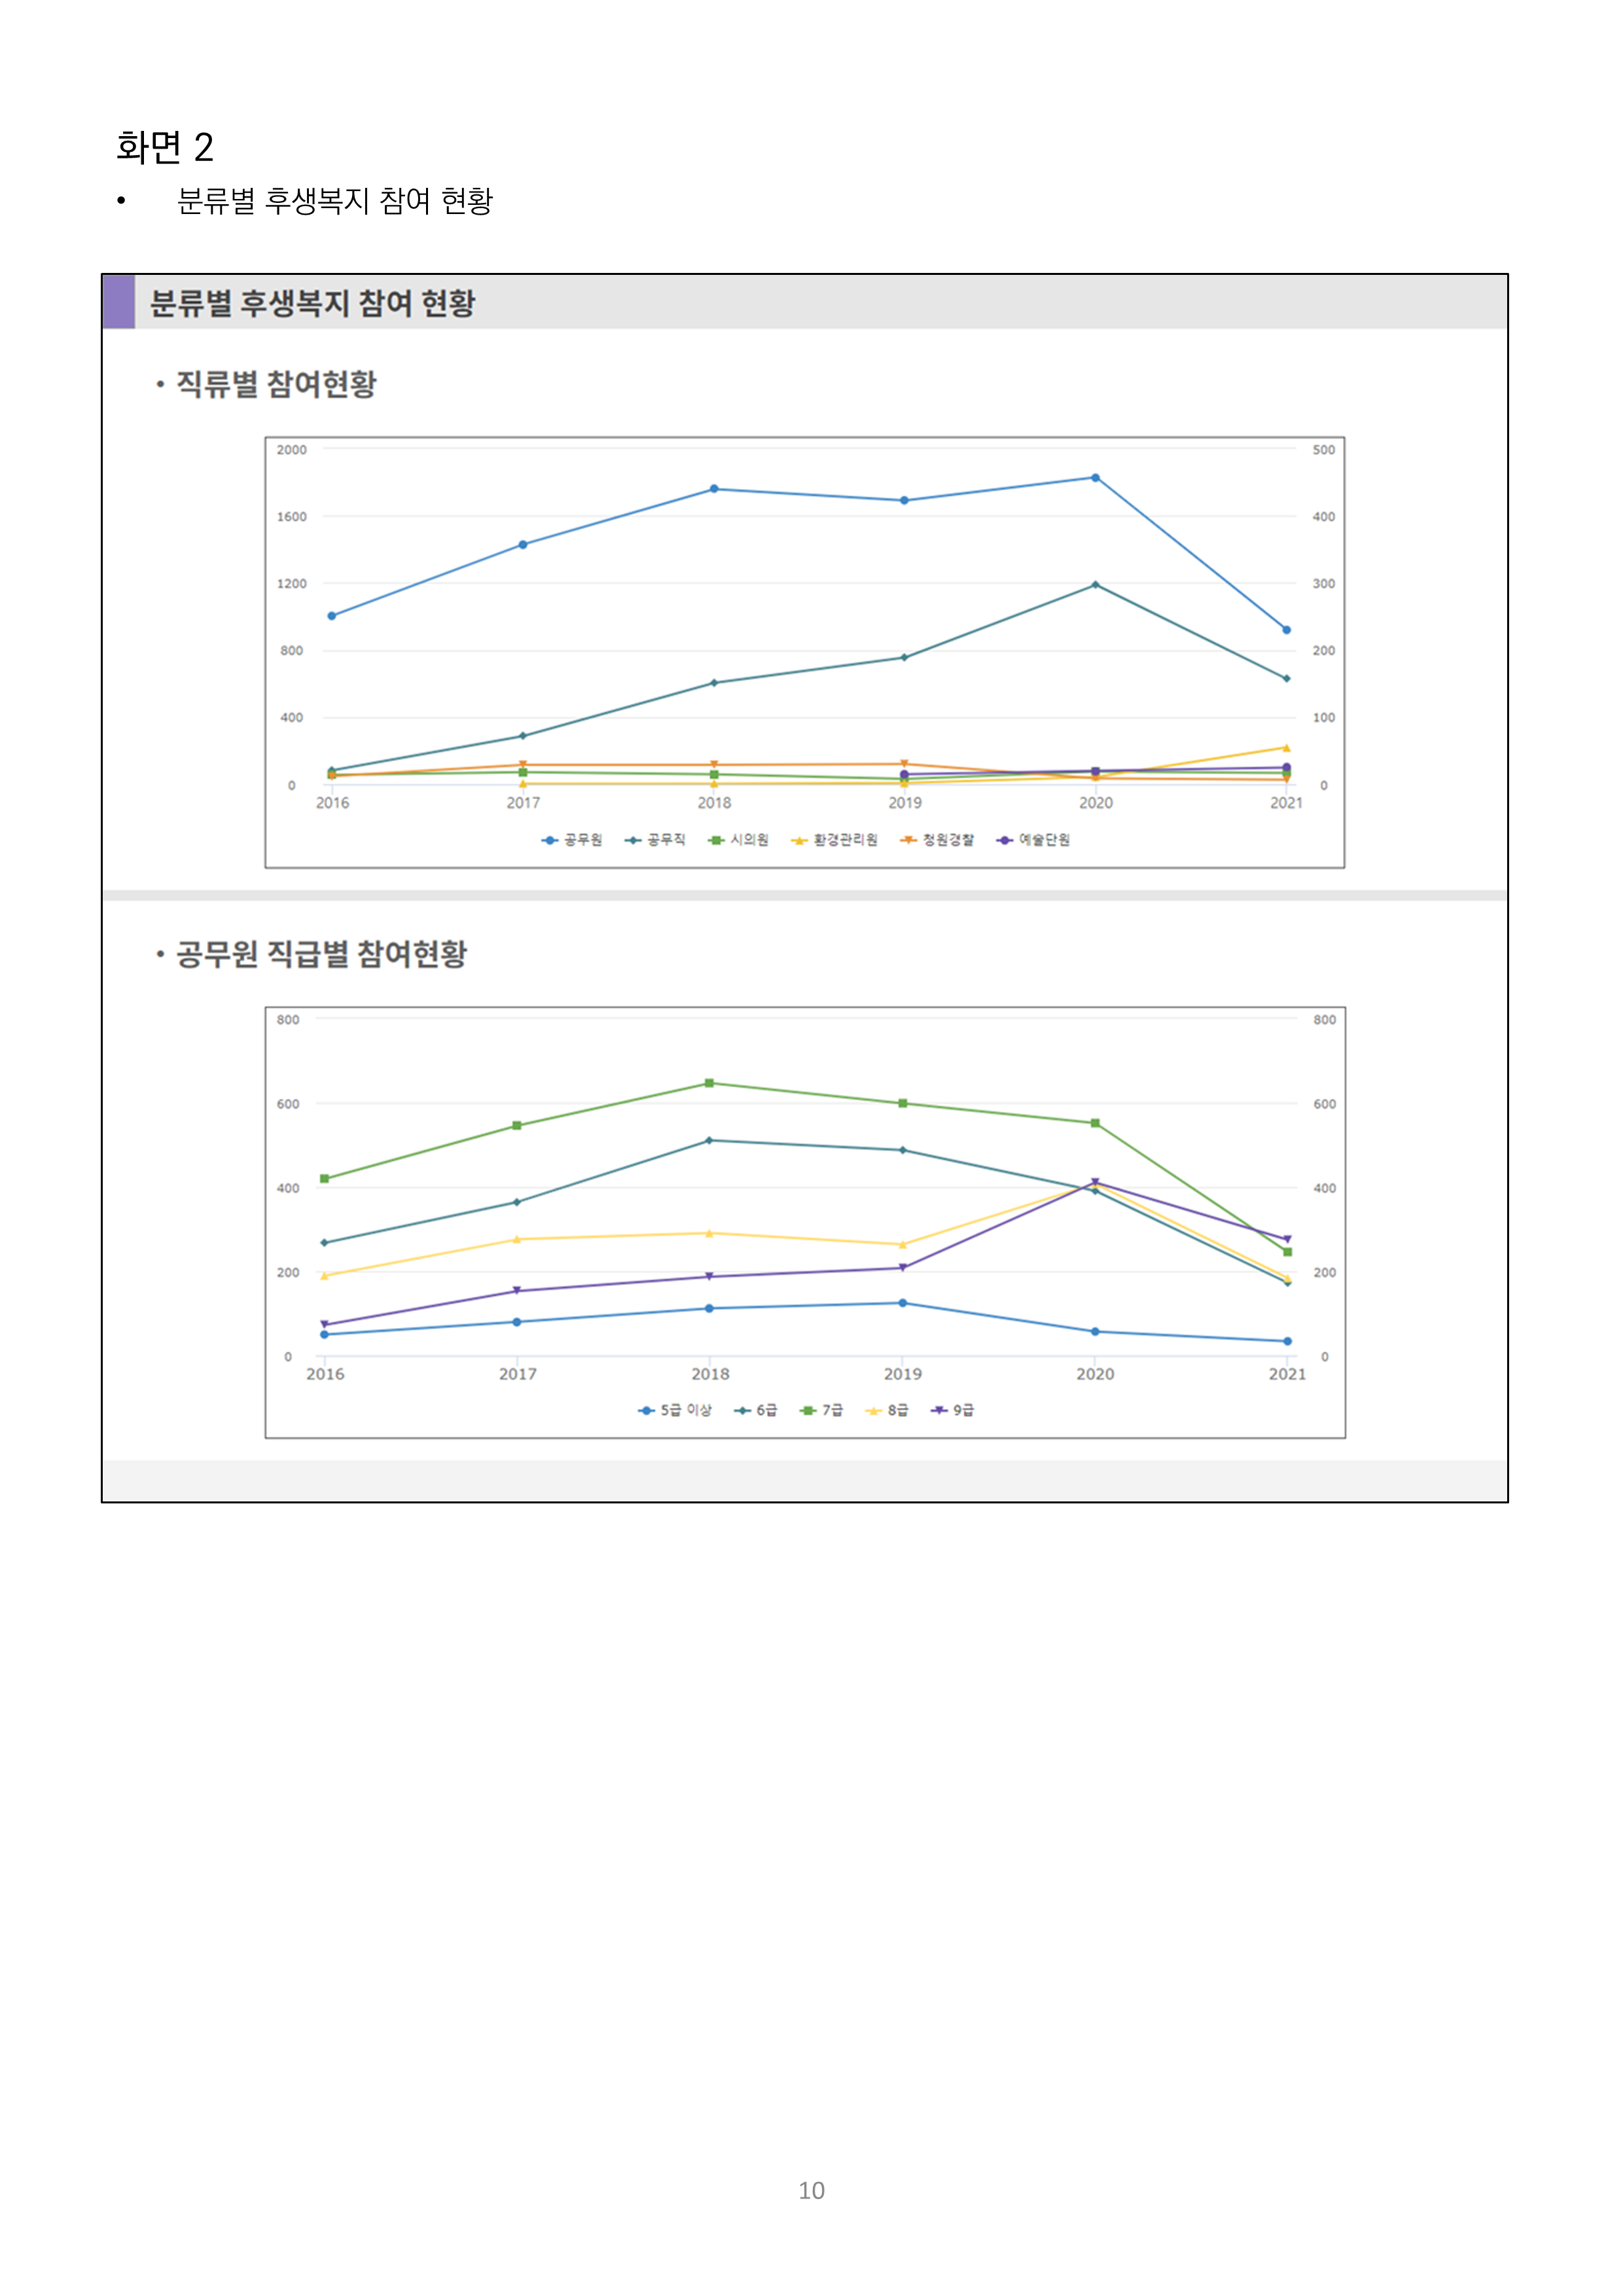 화면 2
• 분류별 후생복지 참여 현황
분류별 후생복지 참여 현황
• 직류별 참여현황
2000 500
1600 400
1200 300
800 200
400 100
0 0
2016 2017 2018 2019 2020 2021
공무원 공무직 시의원 환경관리원 청원경찰 예술단원
• 공무원 직급별 참여현황
800 800
600 600
400 400
200 200
0 0
2016 2017 2018 2019 2020 2021
5급 이상 6급 7급 8급 9급
10